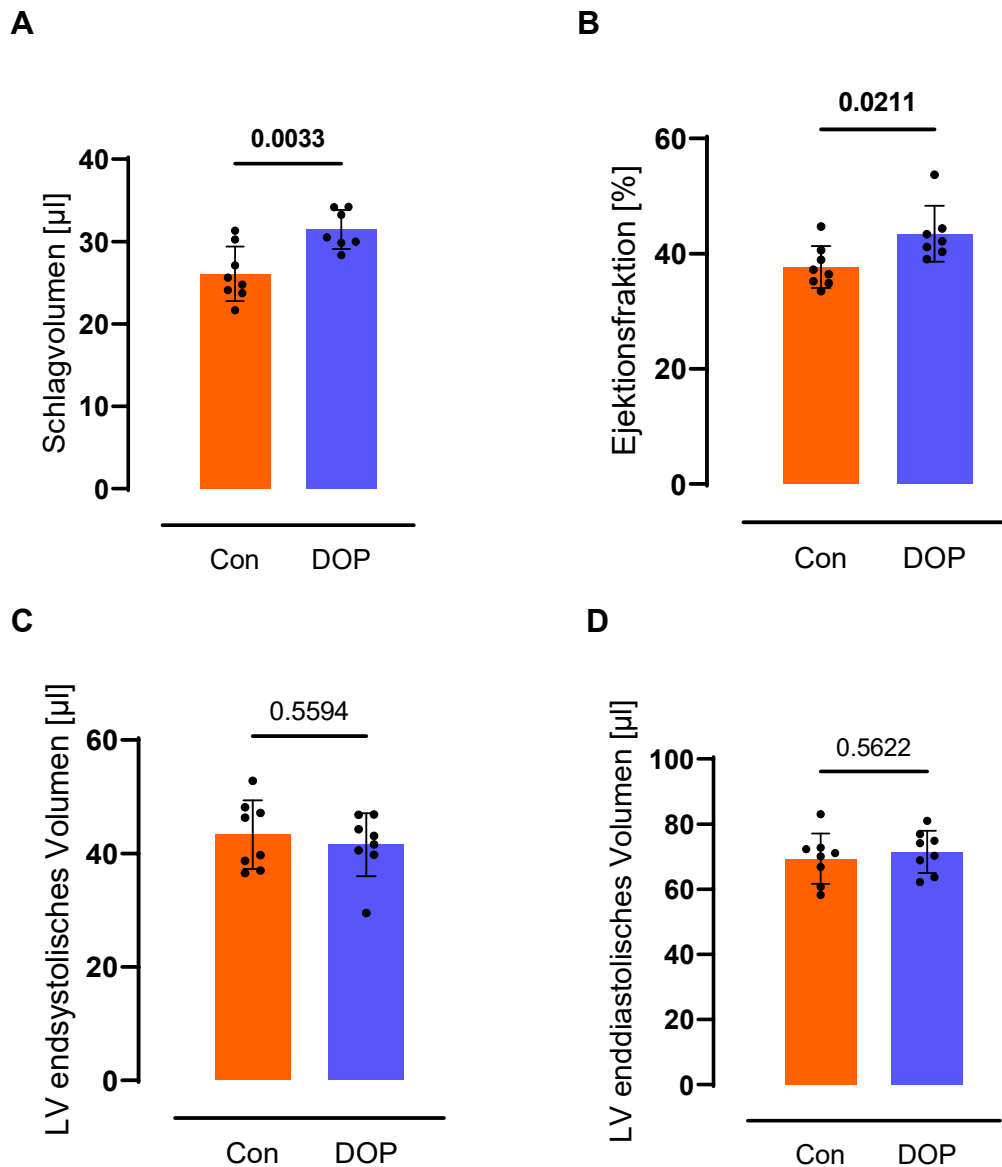 A
Schlagvolumen [µl]
0.0033
40
30
20
10
0
Con DOP
B
Ejektionsfraktion [%]
0.0211
60
40
20
0
Con DOP
C
LV endsystolisches Volumen [µl]
0.5594
60
40
20
0
Con DOP
D
LV enddiastolisches Volumen [µl]
0.5622
100
80
60
40
20
0
Con DOP